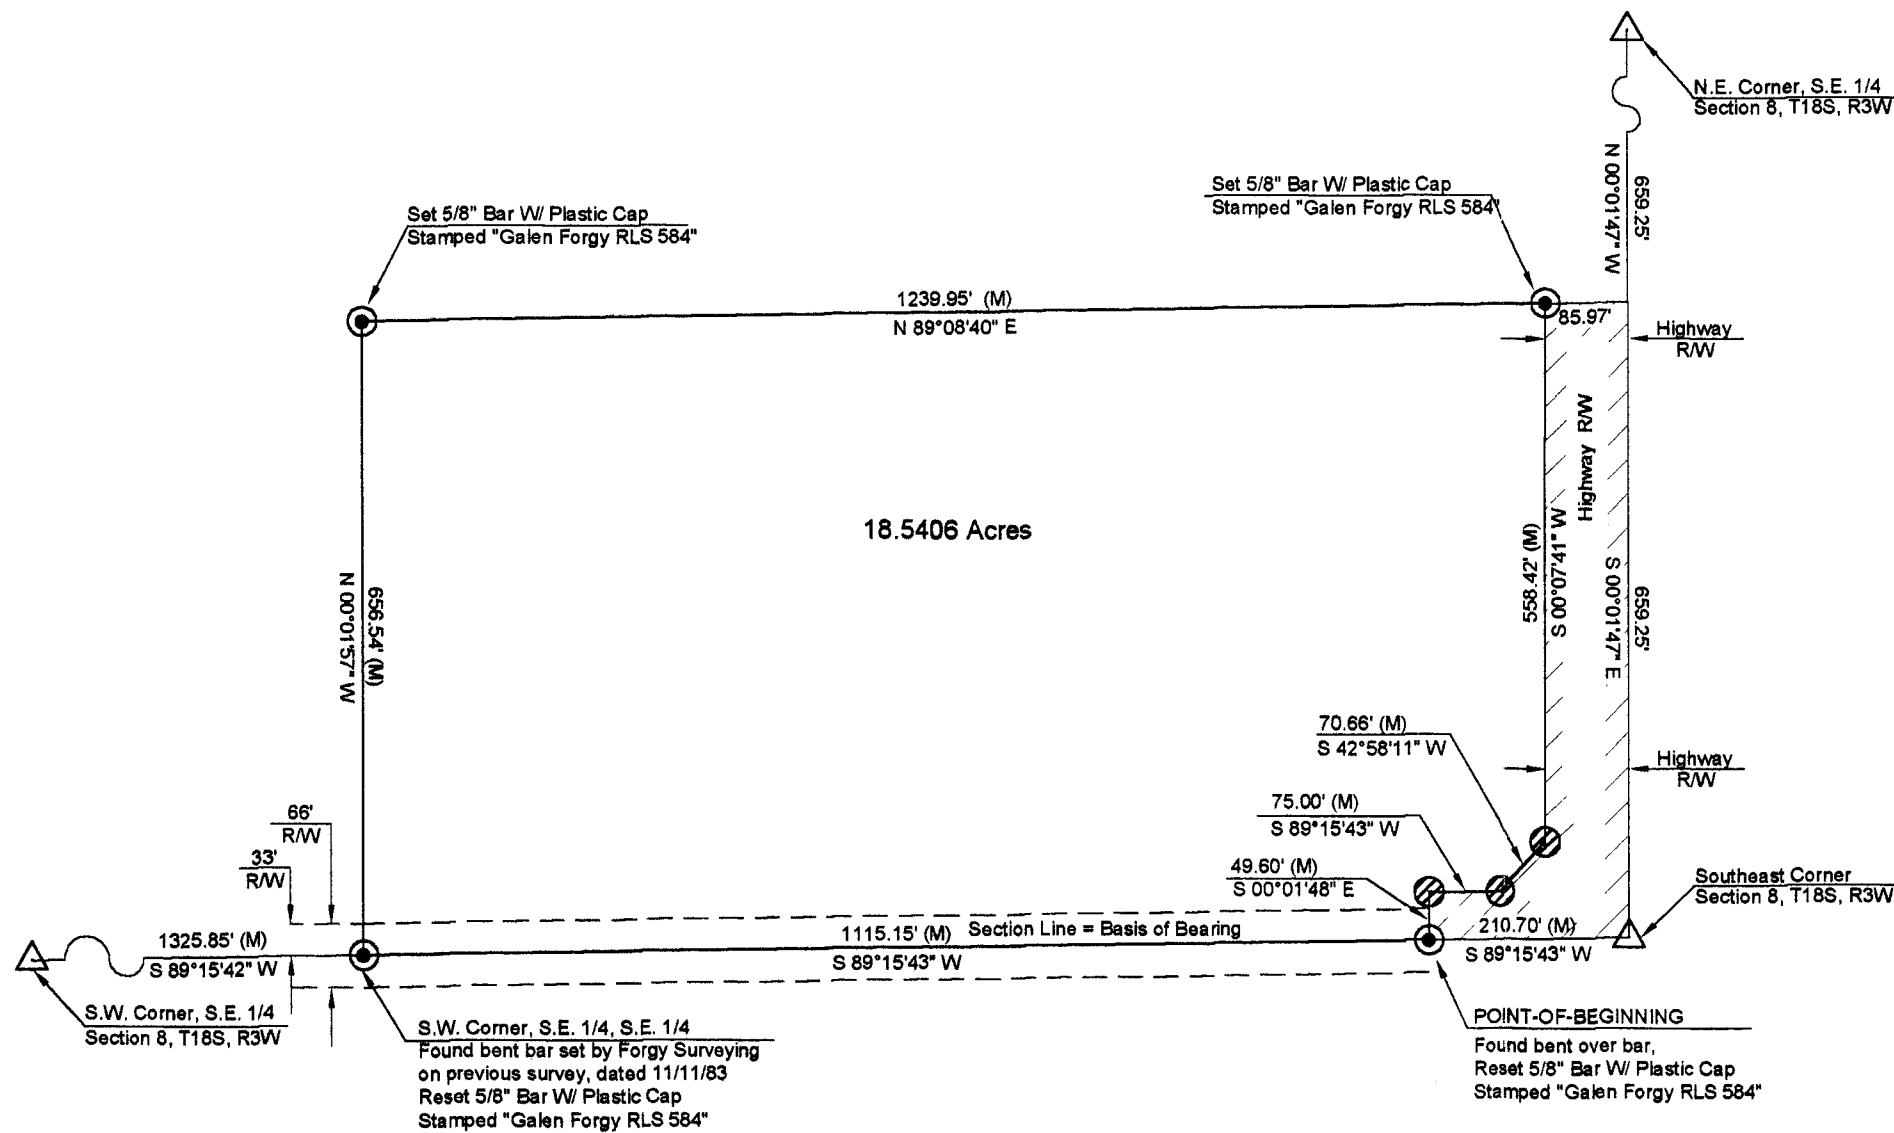 N.E. Corner, S.E. 1/4
Section 8, T18S, R3W
N 00°01'47" W
659.25'
Set 5/8" Bar W/ Plastic Cap
Stamped "Galen Forgy RLS 584"
Set 5/8" Bar W/ Plastic Cap
Stamped "Galen Forgy RLS 584"
1239.95' (M)
N 89°08'40" E
85.97'
Highway
R/W
Highway R/W
18.5406 Acres
558.42' (M)
S 00°07'41" W
S 00°01'47" E
659.25'
656.54' (M)
N 00°01'57" W
70.66' (M)
S 42°58'11" W
Highway
R/W
75.00' (M)
S 89°15'43" W
66'
R/W
33'
R/W
49.60' (M)
S 00°01'48" E
Southeast Corner
Section 8, T18S, R3W
1325.85' (M)
S 89°15'42" W
1115.15' (M)
Section Line = Basis of Bearing
S 89°15'43" W
210.70' (M)
S 89°15'43" W
S.W. Corner, S.E. 1/4
Section 8, T18S, R3W
S.W. Corner, S.E. 1/4, S.E. 1/4
Found bent bar set by Forgy Surveying
on previous survey, dated 11/11/83
Reset 5/8" Bar W/ Plastic Cap
Stamped "Galen Forgy RLS 584"
POINT-OF-BEGINNING
Found bent over bar,
Reset 5/8" Bar W/ Plastic Cap
Stamped "Galen Forgy RLS 584"